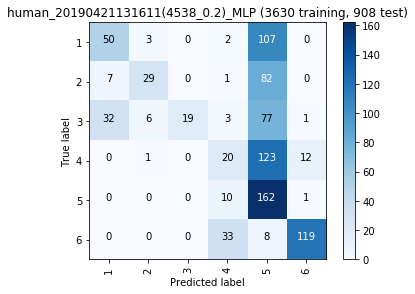 human_20190421131611(4538_0.2)_MLP (3630 training, 908 test)
1 50 3 0 2 107 0
2 7 29 0 1 82 0
3 32 6 19 3 77 1
4 0 1 0 20 123 12
5 0 0 0 10 162 1
6 0 0 0 33 8 119
1 2 3 4 5 6
True label
Predicted label
160
140
120
100
80
60
40
20
0